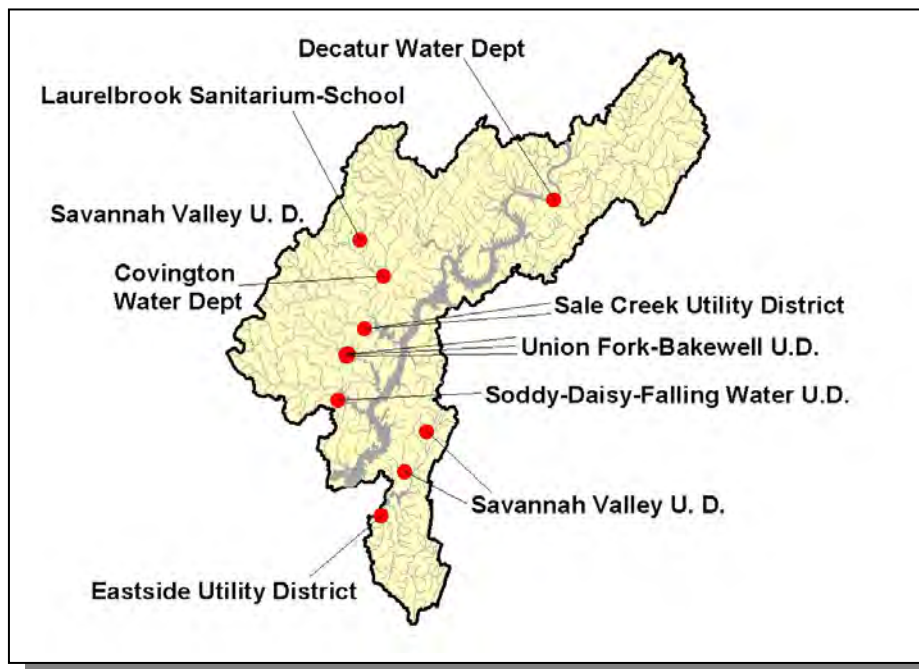 Decatur Water Dept
Laurelbrook Sanitarium-School
Savannah Valley U. D.
Covington
Water Dept
Sale Creek Utility District
Union Fork-Bakewell U.D.
Soddy-Daisy-Falling Water U.D.
Savannah Valley U. D.
Eastside Utility District